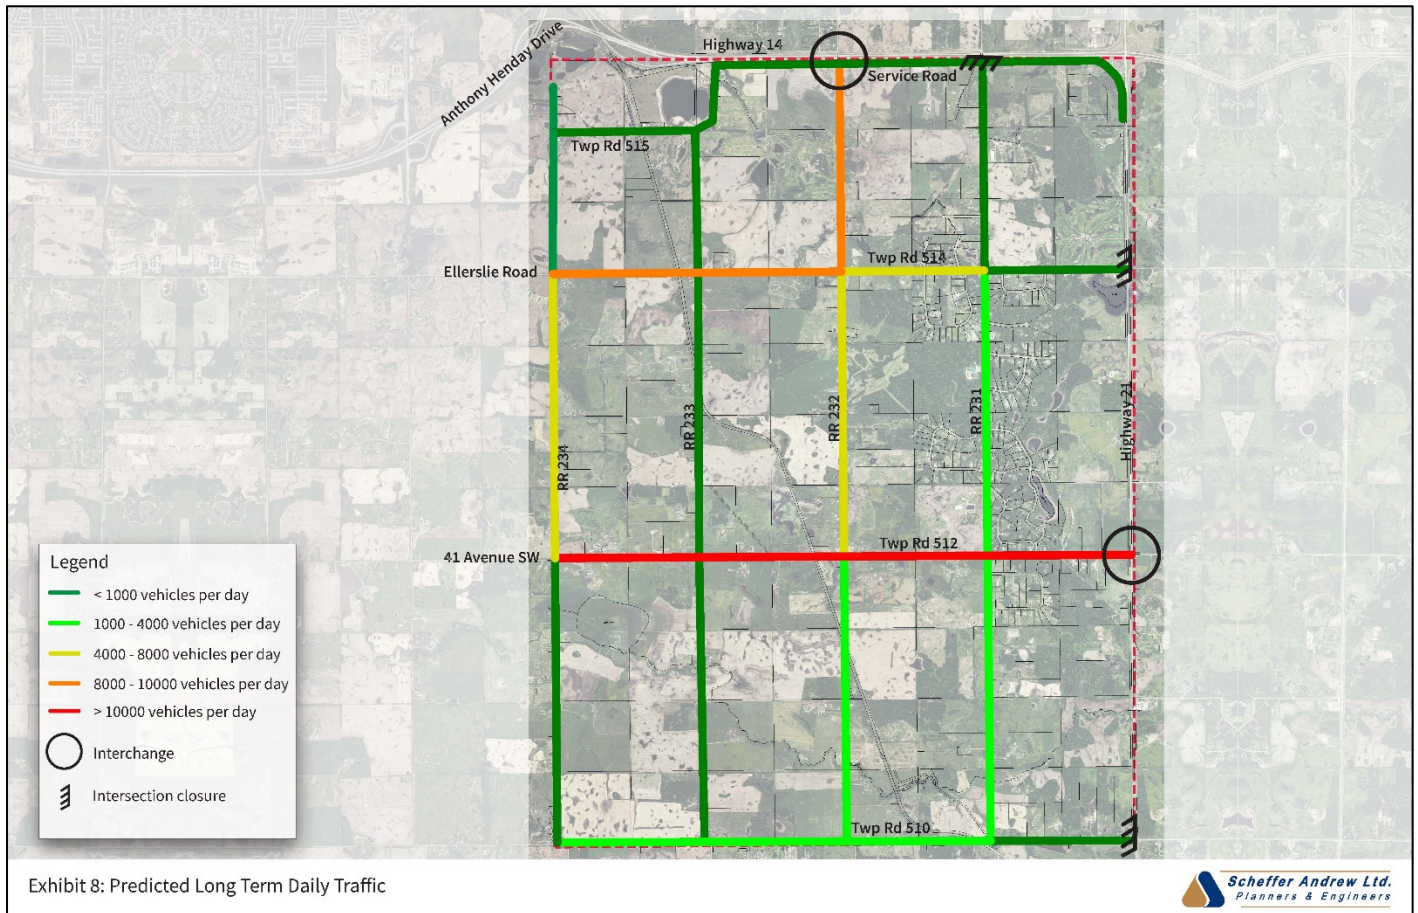 Highway 14
Anthony Henday Drive
Service Road
Twp Rd 515
Ellerslie Road
Twp Rd 514
Highway 21
RR 231
RR 232
RR 233
RR 234
41 Avenue SW
Twp Rd 512
Twp Rd 510
Legend
< 1000 vehicles per day
1000 - 4000 vehicles per day
4000 - 8000 vehicles per day
8000 - 10000 vehicles per day
> 10000 vehicles per day
Interchange
Intersection closure
Exhibit 8: Predicted Long Term Daily Traffic
Scheffer Andrew Ltd.
Planners & Engineers